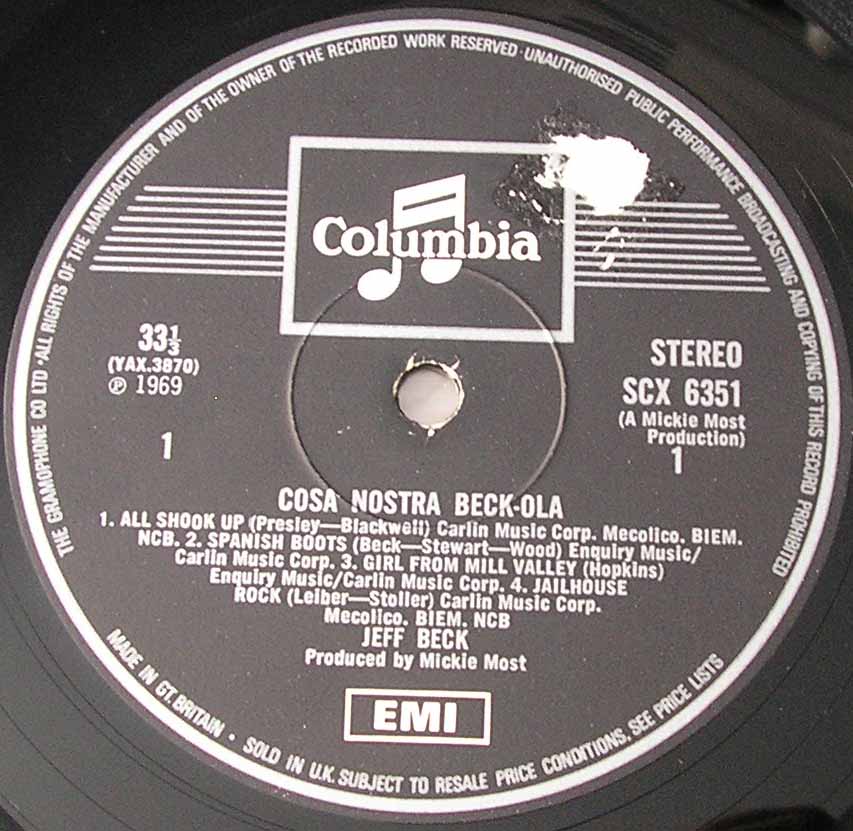 THE GRAMOPHONE CO LTD · ALL RIGHTS OF THE MANUFACTURER AND OF THE OWNER OF THE RECORDED WORK RESERVED · UNAUTHORISED PUBLIC PERFORMANCE BROADCASTING AND COPYING OF THIS RECORD PROHIBITED
Columbia
33⅓
(YAX.3870)
℗ 1969
1
STEREO
SCX 6351
(A Mickie Most
Production)
1
COSA NOSTRA BECK-OLA
1. ALL SHOOK UP (Presley—Blackwell) Carlin Music Corp. Mecolico. BIEM.
NCB. 2. SPANISH BOOTS (Beck—Stewart—Wood) Enquiry Music/
Carlin Music Corp. 3. GIRL FROM MILL VALLEY (Hopkins)
Enquiry Music/Carlin Music Corp. 4. JAILHOUSE
ROCK (Leiber—Stoller) Carlin Music Corp.
Mecolico. BIEM. NCB
JEFF BECK
Produced by Mickie Most
EMI
MADE IN GT. BRITAIN · SOLD IN U.K. SUBJECT TO RESALE PRICE CONDITIONS, SEE PRICE LISTS